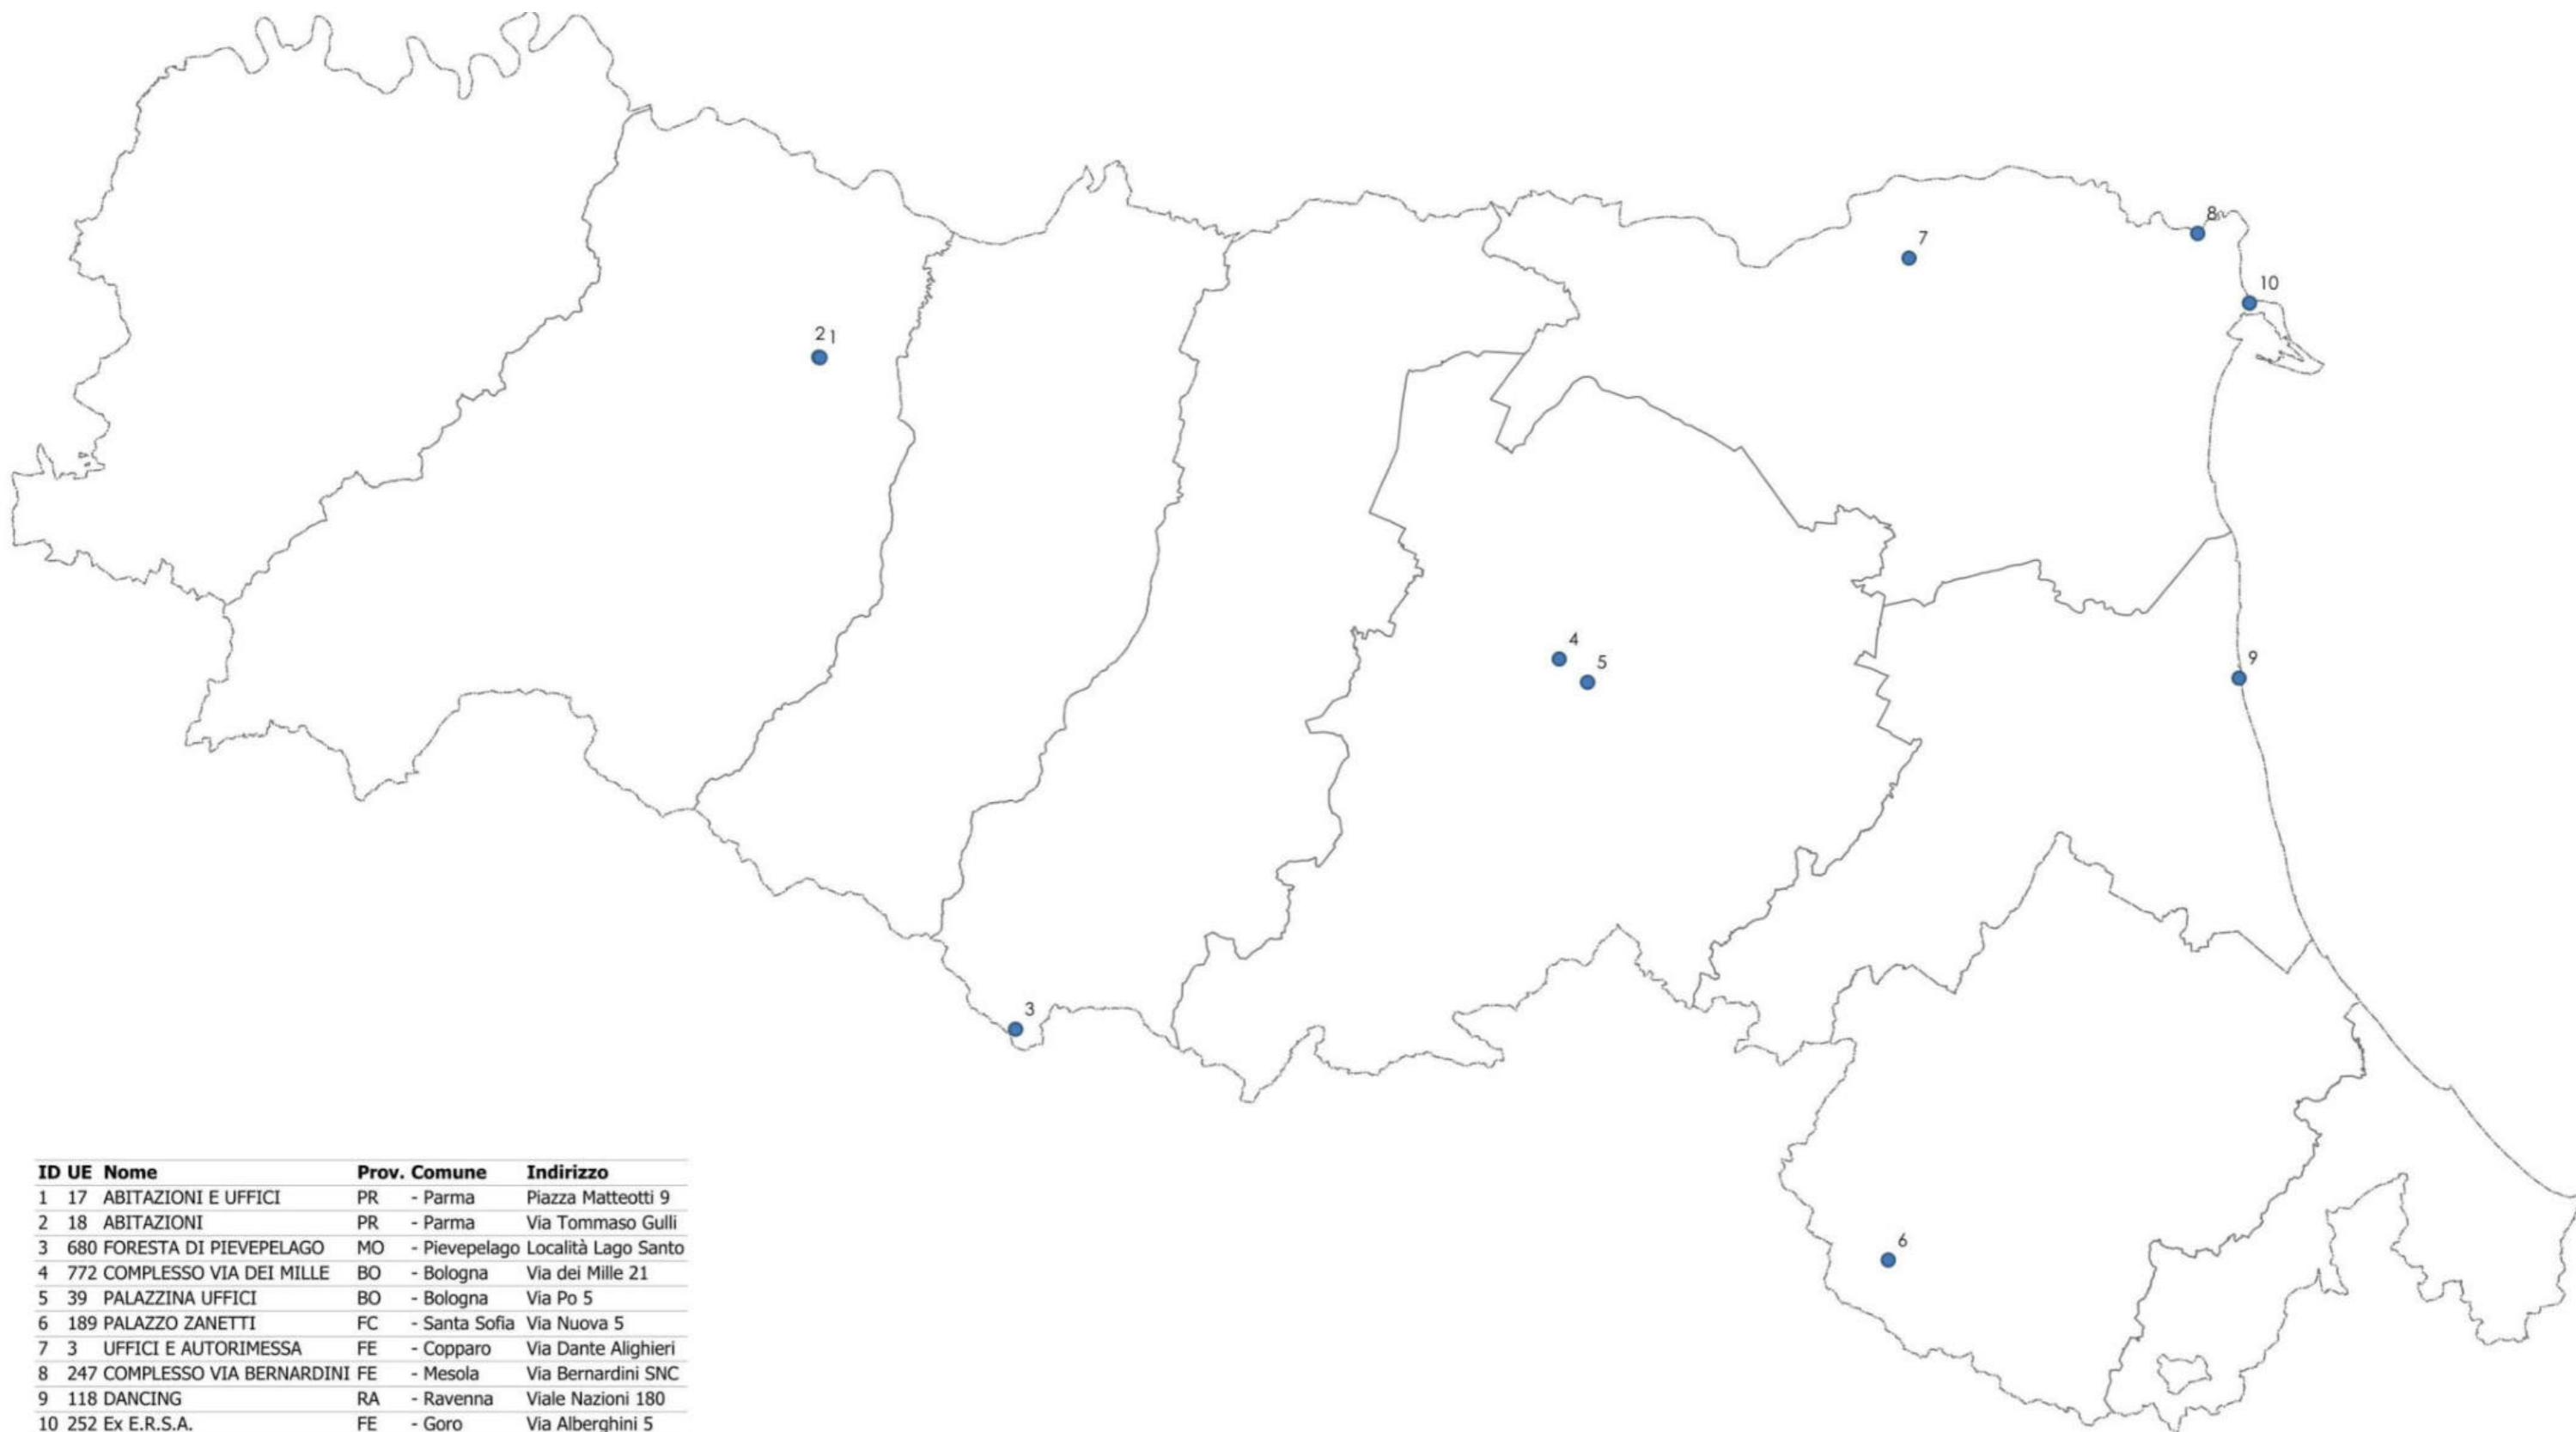 8
7
10
21
4
5
9
3
6
ID UE Nome Prov. Comune Indirizzo
1 17 ABITAZIONI E UFFICI PR - Parma Piazza Matteotti 9
2 18 ABITAZIONI PR - Parma Via Tommaso Gulli
3 680 FORESTA DI PIEVEPELAGO MO - Pievepelago Località Lago Santo
4 772 COMPLESSO VIA DEI MILLE BO - Bologna Via dei Mille 21
5 39 PALAZZINA UFFICI BO - Bologna Via Po 5
6 189 PALAZZO ZANETTI FC - Santa Sofia Via Nuova 5
7 3 UFFICI E AUTORIMESSA FE - Copparo Via Dante Alighieri
8 247 COMPLESSO VIA BERNARDINI FE - Mesola Via Bernardini SNC
9 118 DANCING RA - Ravenna Viale Nazioni 180
10 252 Ex E.R.S.A. FE - Goro Via Alberghini 5